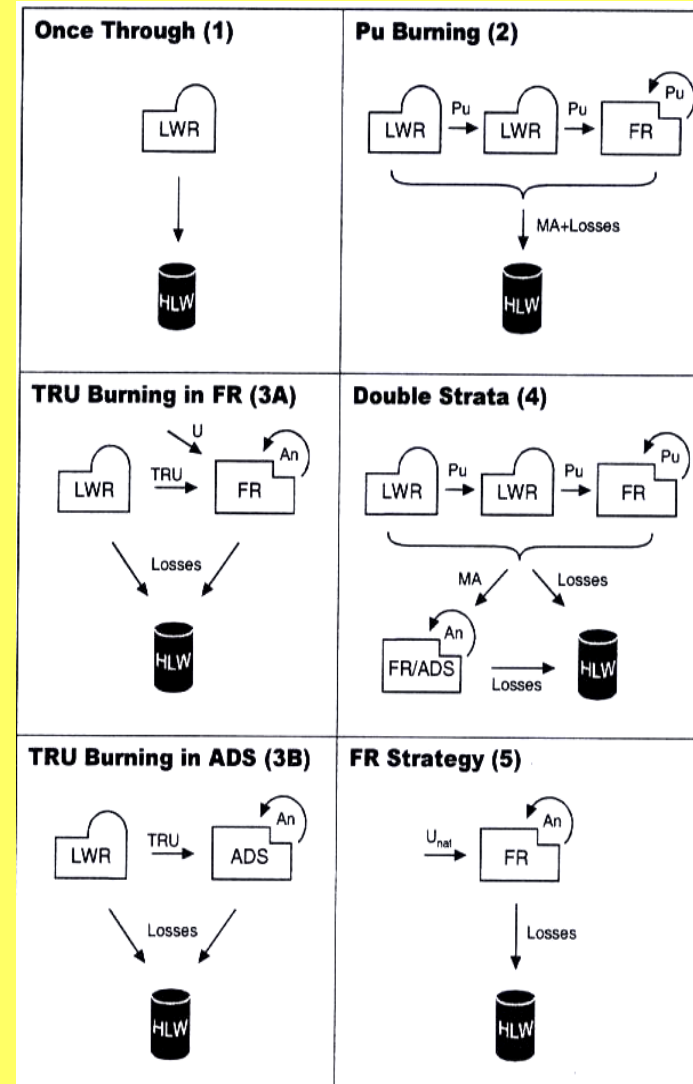 Once Through (1)
LWR
HLW
Pu Burning (2)
Pu
Pu Pu
LWR LWR FR
MA+Losses
HLW
TRU Burning in FR (3A)
U
An
TRU
LWR FR
Losses
HLW
Double Strata (4)
Pu Pu Pu
LWR LWR FR
MA Losses
An
FR/ADS HLW
Losses
TRU Burning in ADS (3B)
An
TRU
LWR ADS
Losses
HLW
FR Strategy (5)
An
Unat
FR
Losses
HLW